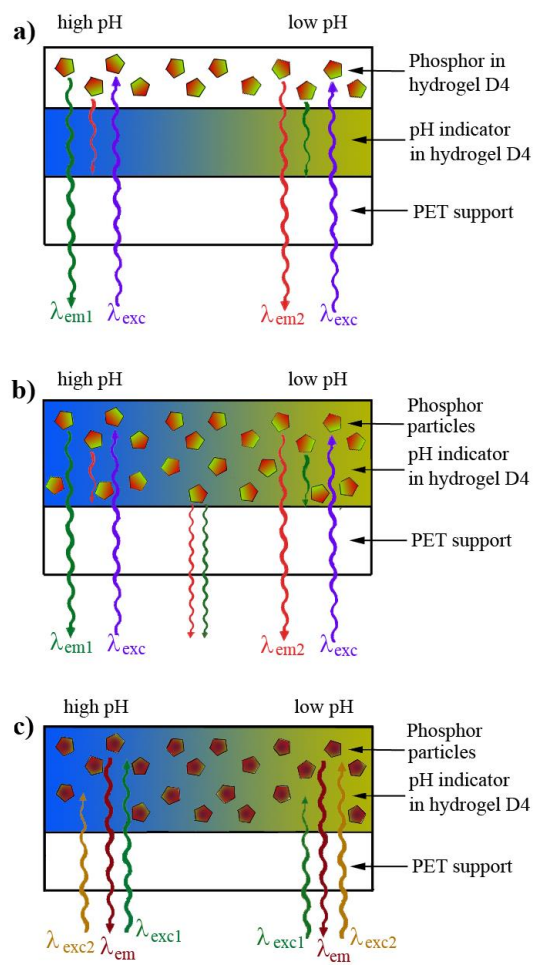 a)
high pH
low pH
Phosphor in
hydrogel D4
pH indicator
in hydrogel D4
PET support
λem1
λexc
λem2
λexc
b)
high pH
low pH
Phosphor
particles
pH indicator
in hydrogel D4
PET support
λem1
λexc
λem2
λexc
c)
high pH
low pH
Phosphor
particles
pH indicator
in hydrogel D4
PET support
λexc2
λem
λexc1
λexc1
λem
λexc2